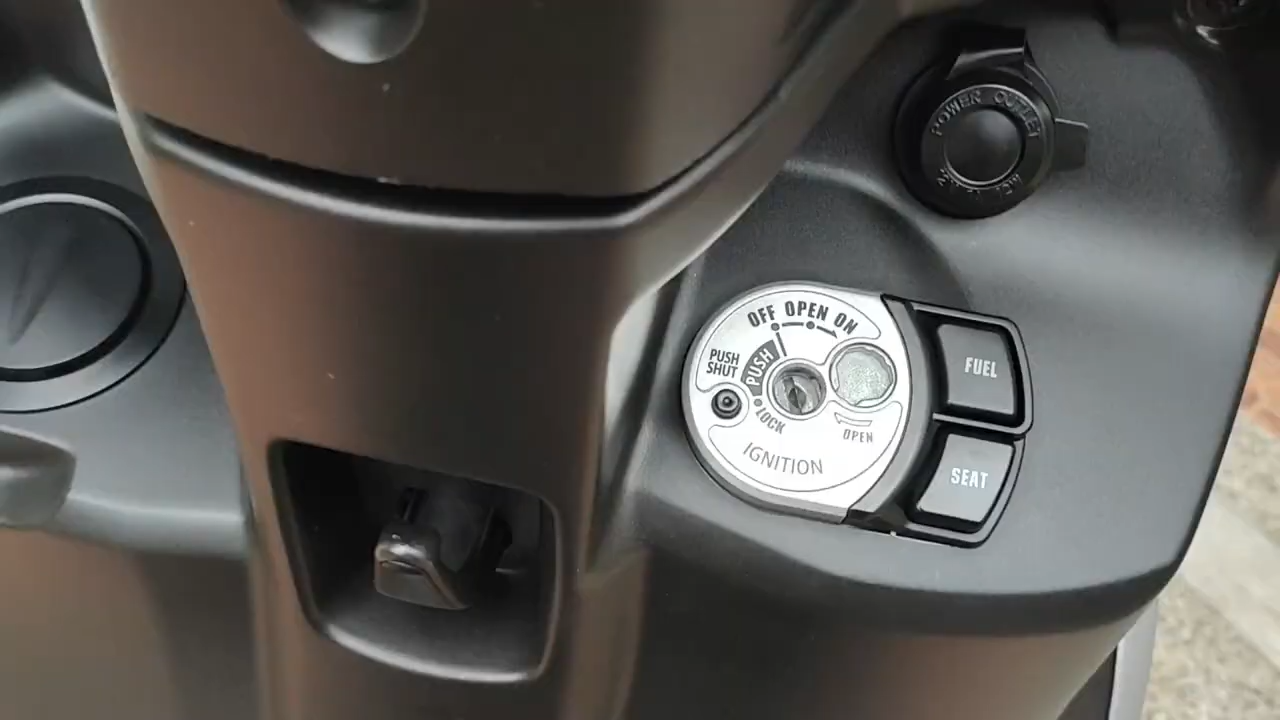 POWER OUTLET
OFF OPEN ON
PUSH
SHUT
PUSH
LOCK
OPEN
IGNITION
FUEL
SEAT